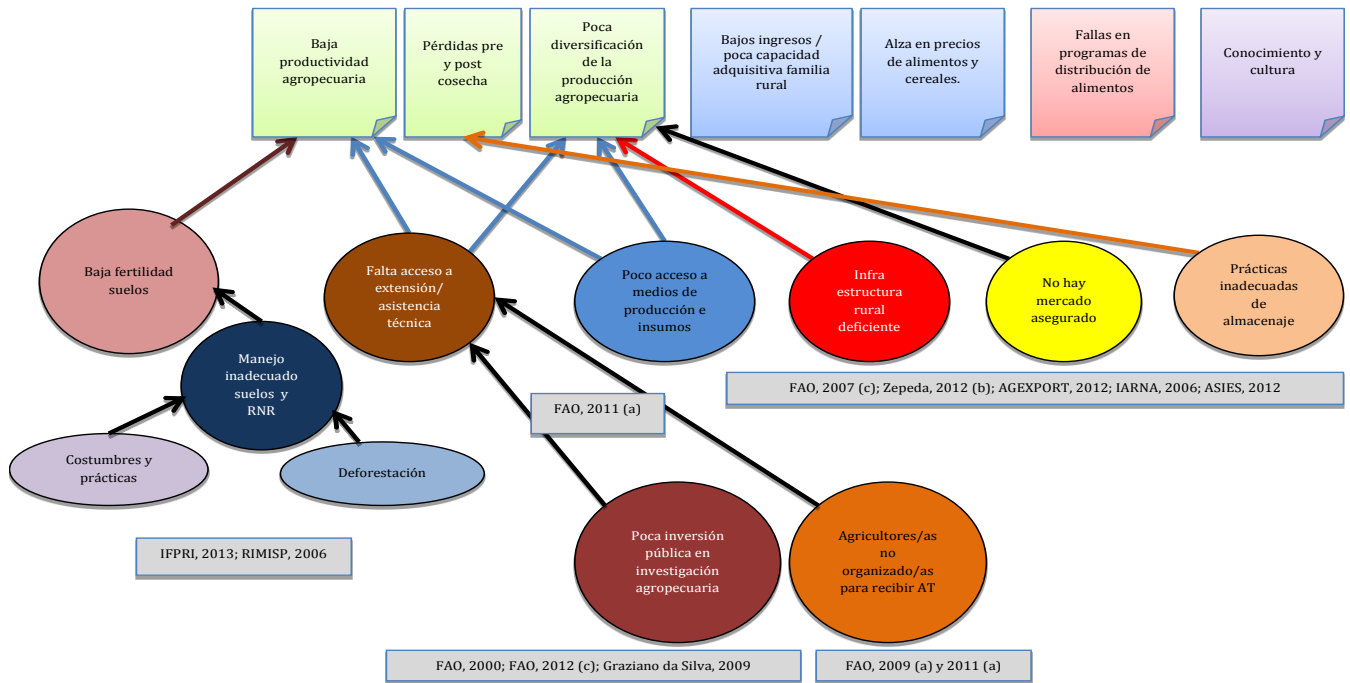 Baja
productividad
agropecuaria
Pérdidas pre
y post
cosecha
Poca
diversificación
de la
producción
agropecuaria
Bajos ingresos /
poca capacidad
adquisitiva familia
rural
Alza en precios
de alimentos y
cereales.
Fallas en
programas de
distribución de
alimentos
Conocimiento y
cultura
Baja fertilidad
suelos
Falta acceso a
extensión/
asistencia
técnica
Poco acceso a
medios de
producción e
insumos
Infra
estructura
rural
deficiente
No hay
mercado
asegurado
Prácticas
inadecuadas
de
almacenaje
Manejo
inadecuado
suelos y
RNR
FAO, 2007 (c); Zepeda, 2012 (b); AGEXPORT, 2012; IARNA, 2006; ASIES, 2012
FAO, 2011 (a)
Costumbres y
prácticas
Deforestación
IFPRI, 2013; RIMISP, 2006
Poca inversión
pública en
investigación
agropecuaria
Agricultores/as
no
organizado/as
para recibir AT
FAO, 2000; FAO, 2012 (c); Graziano da Silva, 2009
FAO, 2009 (a) y 2011 (a)